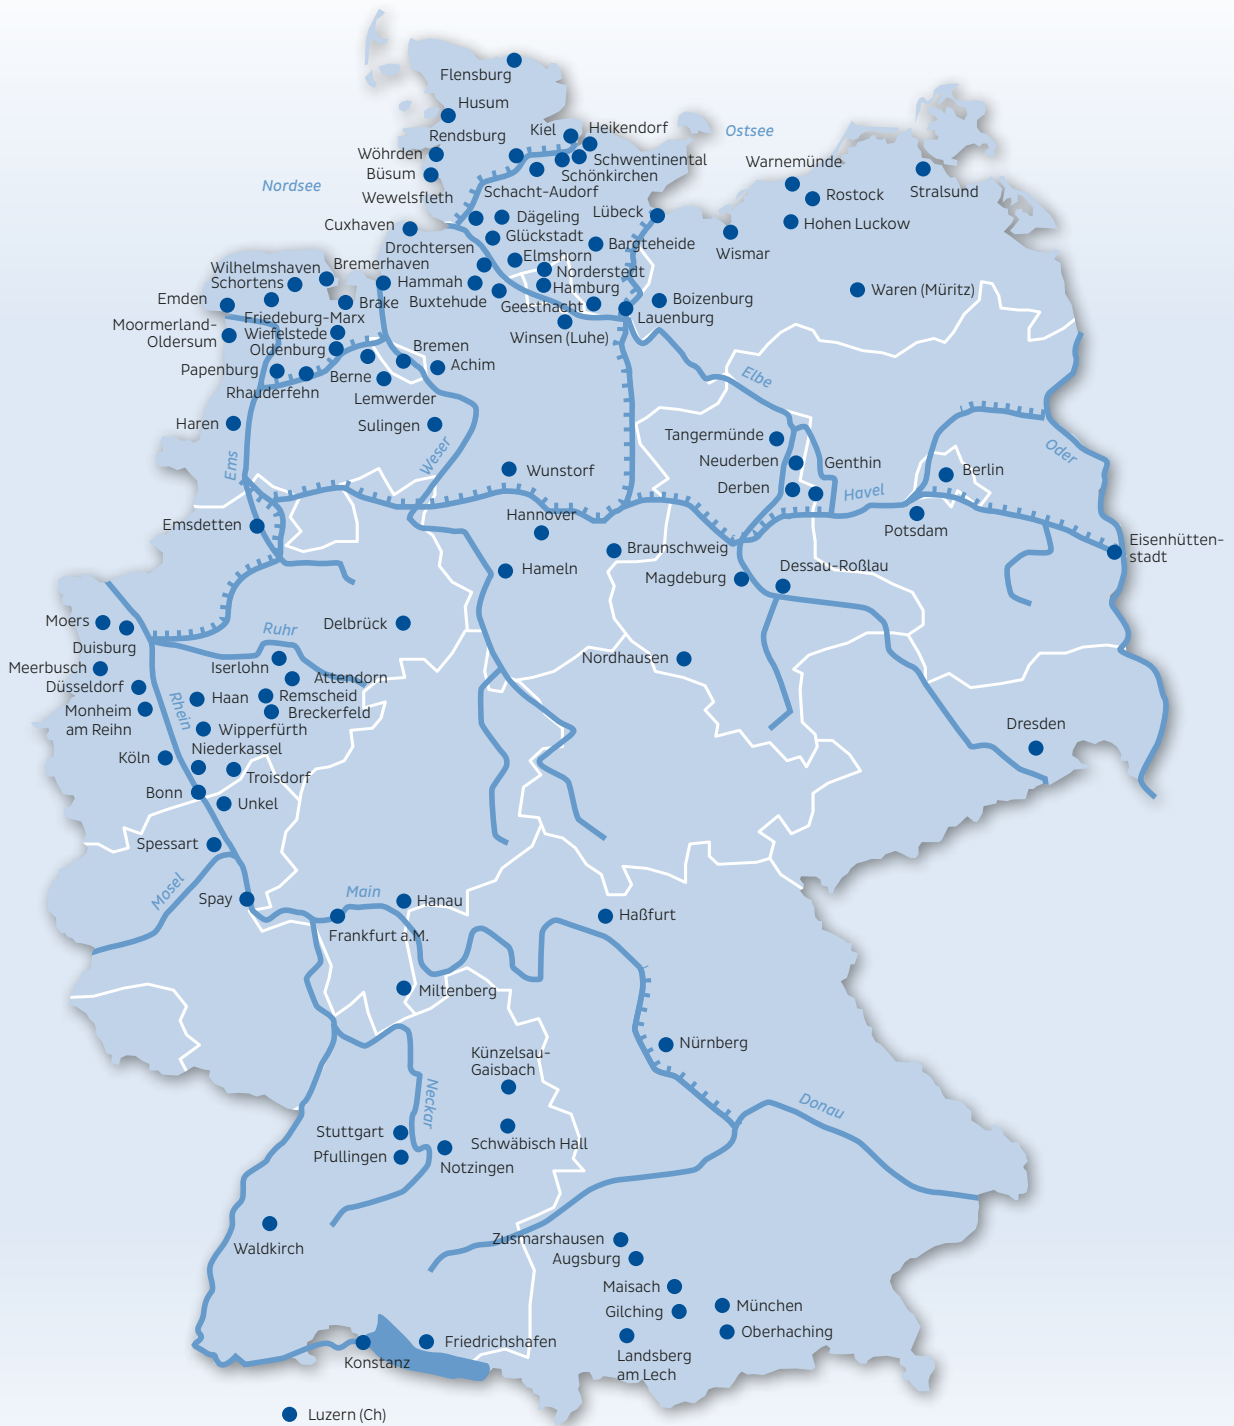 Flensburg
Husum
Kiel
Heikendorf
Rendsburg
Ostsee
Wöhrden
Schwentinental
Warnemünde
Büsum
Schönkirchen
Nordsee
Schacht-Audorf
Stralsund
Rostock
Wewelsfleth
Lübeck
Dägeling
Cuxhaven
Glückstadt
Hohen Luckow
Drochtersen
Bargteheide
Wismar
Elmshorn
Bremerhaven
Wilhelmshaven
Norderstedt
Schortens
Hammah
Hamburg
Waren (Müritz)
Emden
Brake
Buxtehude
Geesthacht
Boizenburg
Friedeburg-Marx
Lauenburg
Moormerland-
Oldersum
Wiefelstede
Winsen (Luhe)
Oldenburg
Bremen
Achim
Papenburg
Berne
Elbe
Rhauderfehn
Lemwerder
Haren
Sulingen
Tangermünde
Weser
Oder
Ems
Neuderben
Genthin
Wunstorf
Berlin
Derben
Havel
Hannover
Emsdetten
Potsdam
Braunschweig
Eisenhütten-
stadt
Hameln
Magdeburg
Dessau-Roßlau
Moers
Delbrück
Ruhr
Duisburg
Nordhausen
Meerbusch
Iserlohn
Attendorn
Düsseldorf
Rhein
Haan
Remscheid
Monheim
am Reihn
Breckerfeld
Wipperfürth
Dresden
Niederkassel
Köln
Troisdorf
Bonn
Unkel
Spessart
Mosel
Main
Spay
Hanau
Haßfurt
Frankfurt a.M.
Miltenberg
Nürnberg
Künzelsau-
Gaisbach
Neckar
Donau
Stuttgart
Schwäbisch Hall
Pfullingen
Notzingen
Zusmarshausen
Waldkirch
Augsburg
Maisach
München
Gilching
Oberhaching
Friedrichshafen
Konstanz
Landsberg
am Lech
Luzern (Ch)